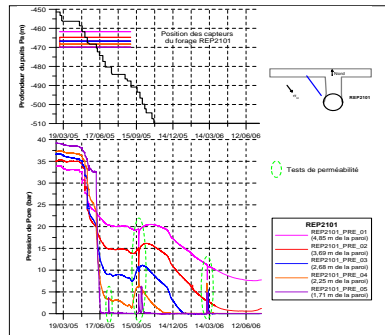 Profondeur du puits Pa (m)
-450
-460
-470
-480
-490
-500
-510
Position des capteurs
du forage REP2101
19/03/05 17/06/05 15/09/05 14/12/05 14/03/06 12/06/06
Nord
REP2101
Pression de Pore (bar)
40
35
30
25
20
15
10
5
0
19/03/05 17/06/05 15/09/05 14/12/05 14/03/06 12/06/06
Tests de perméabilité
REP2101
REP2101_PRE_01
(4,85 m de la paroi)
REP2101_PRE_02
(3,69 m de la paroi)
REP2101_PRE_03
(2,68 m de la paroi)
REP2101_PRE_04
(2,25 m de la paroi)
REP2101_PRE_05
(1,71 m de la paroi)